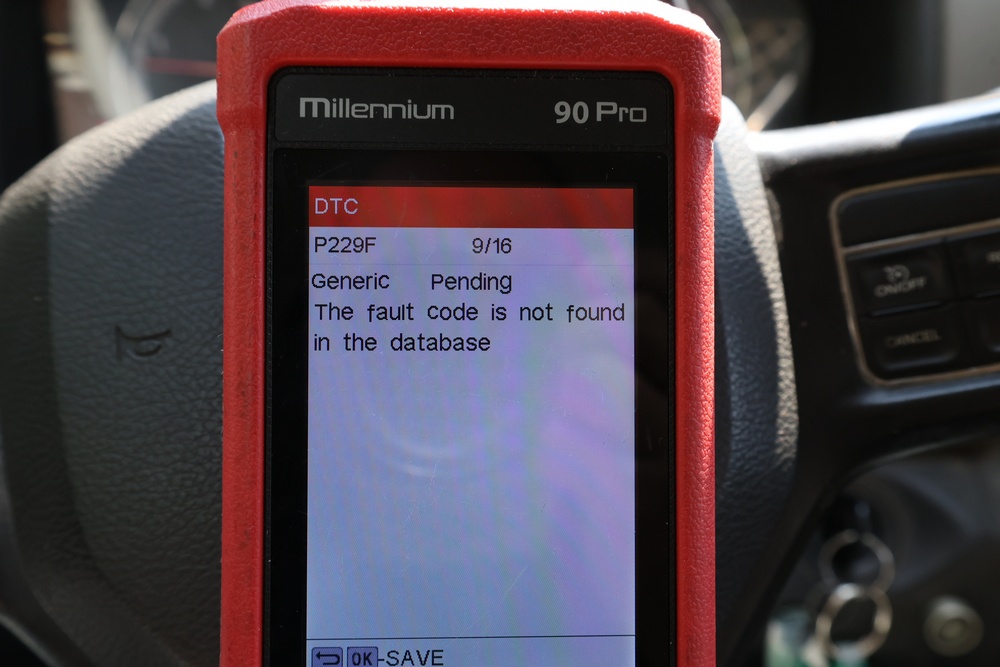 Millennium 90 Pro
DTC
P229F 9/16
Generic Pending
The fault code is not found
in the database
OK-SAVE
ON/OFF
CANCEL